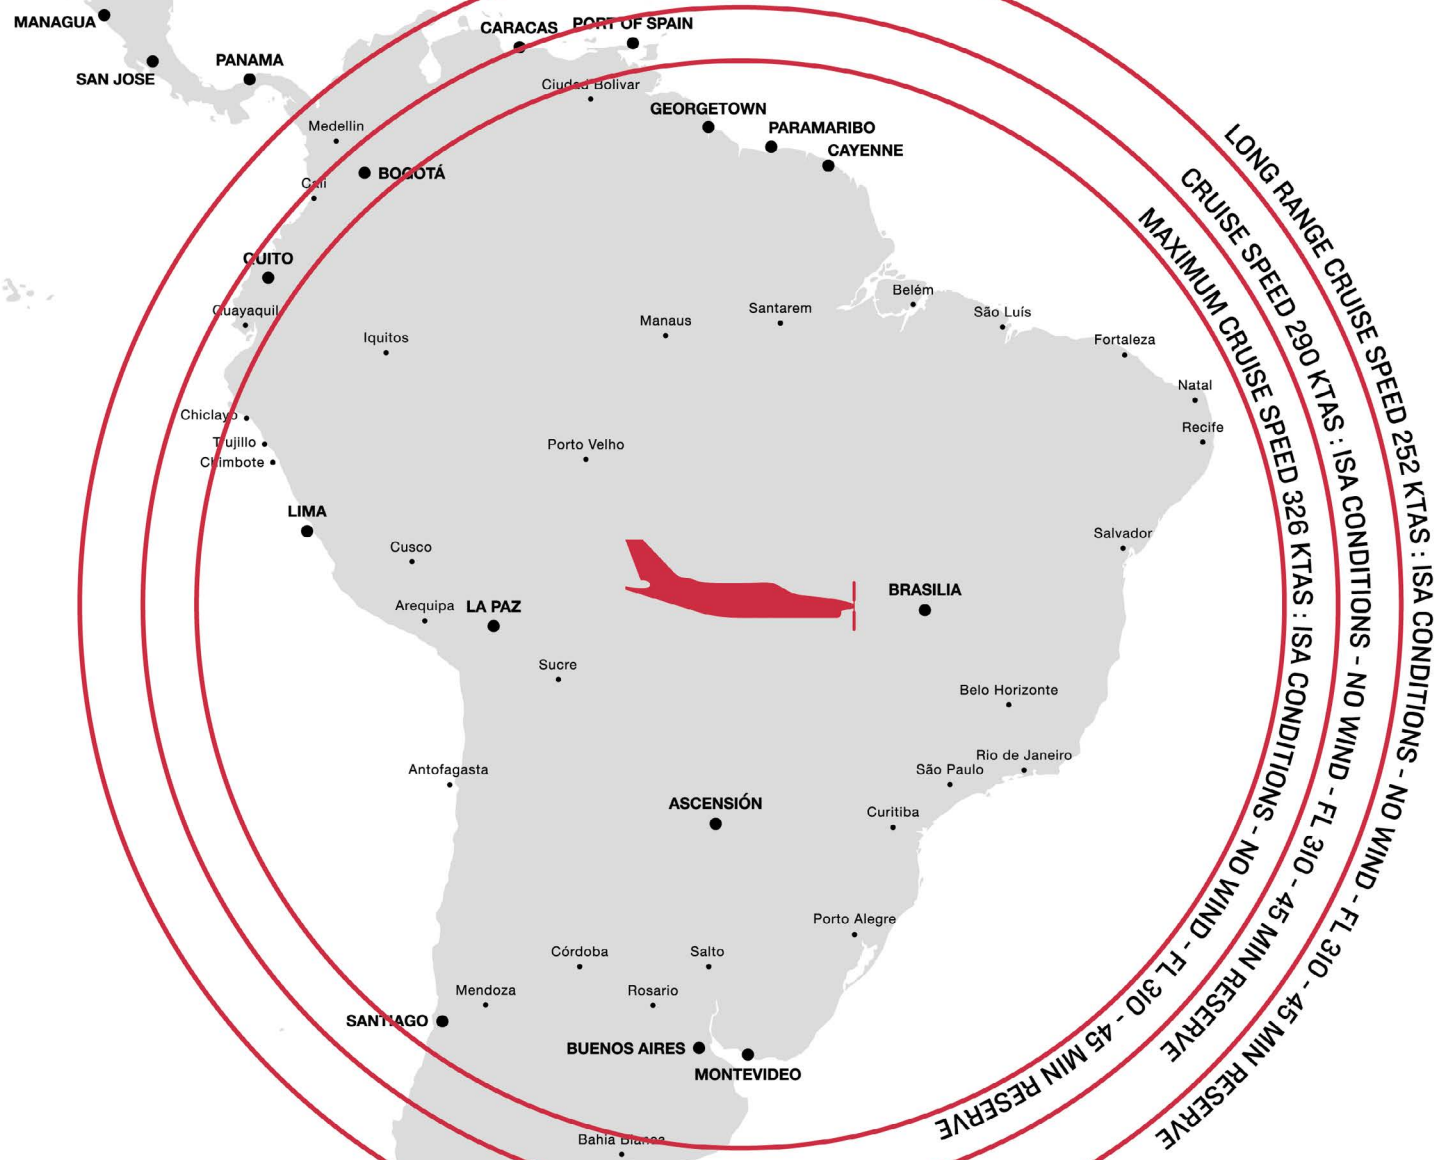 MANAGUA
SAN JOSE
PANAMA
CARACAS
PORT OF SPAIN
Ciudad Bolivar
GEORGETOWN
PARAMARIBO
CAYENNE
Medellin
BOGOTÁ
Cali
QUITO
Guayaquil
Iquitos
Manaus
Santarem
Belém
São Luís
Fortaleza
Natal
Recife
Chiclayo
Trujillo
Chimbote
Porto Velho
LIMA
Cusco
Salvador
Arequipa
LA PAZ
BRASILIA
Sucre
Belo Horizonte
Antofagasta
Rio de Janeiro
São Paulo
ASCENSIÓN
Curitiba
Porto Alegre
Córdoba
Salto
Mendoza
Rosario
SANTIAGO
BUENOS AIRES
MONTEVIDEO
Bahia Blanca
LONG RANGE CRUISE SPEED 252 KTAS : ISA CONDITIONS - NO WIND - FL 310 - 45 MIN RESERVE
CRUISE SPEED 290 KTAS : ISA CONDITIONS - NO WIND - FL 310 - 45 MIN RESERVE
MAXIMUM CRUISE SPEED 326 KTAS : ISA CONDITIONS - NO WIND - FL 310 - 45 MIN RESERVE